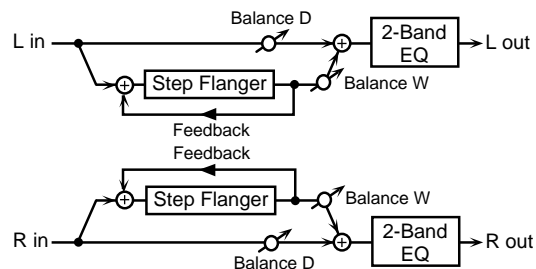 Balance D
L in
2-Band
EQ
L out
Step Flanger
Balance W
Feedback
Feedback
Step Flanger
Balance W
R in
2-Band
EQ
R out
Balance D